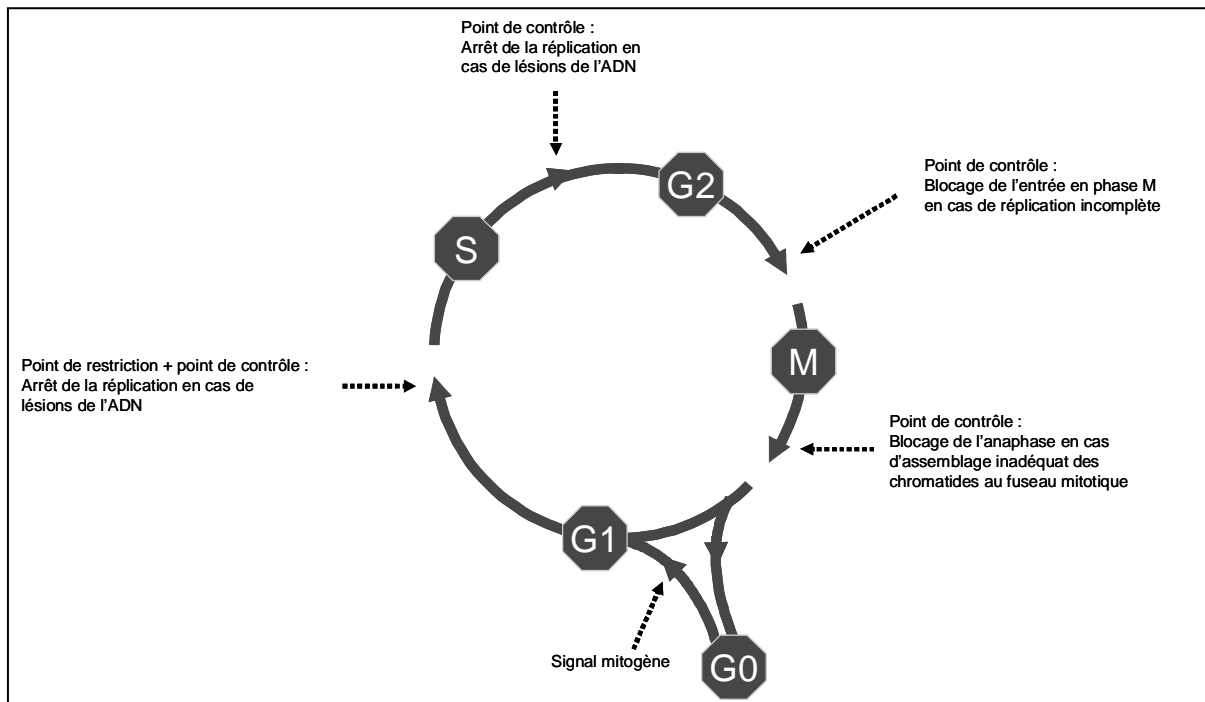 Point de contrôle :
Arrêt de la réplication en
cas de lésions de l'ADN
G2
Point de contrôle :
Blocage de l'entrée en phase M
en cas de réplication incomplète
S
M
Point de restriction + point de contrôle :
Arrêt de la réplication en cas de
lésions de l'ADN
Point de contrôle :
Blocage de l'anaphase en cas
d'assemblage inadéquat des
chromatides au fuseau mitotique
G1
Signal mitogène
G0